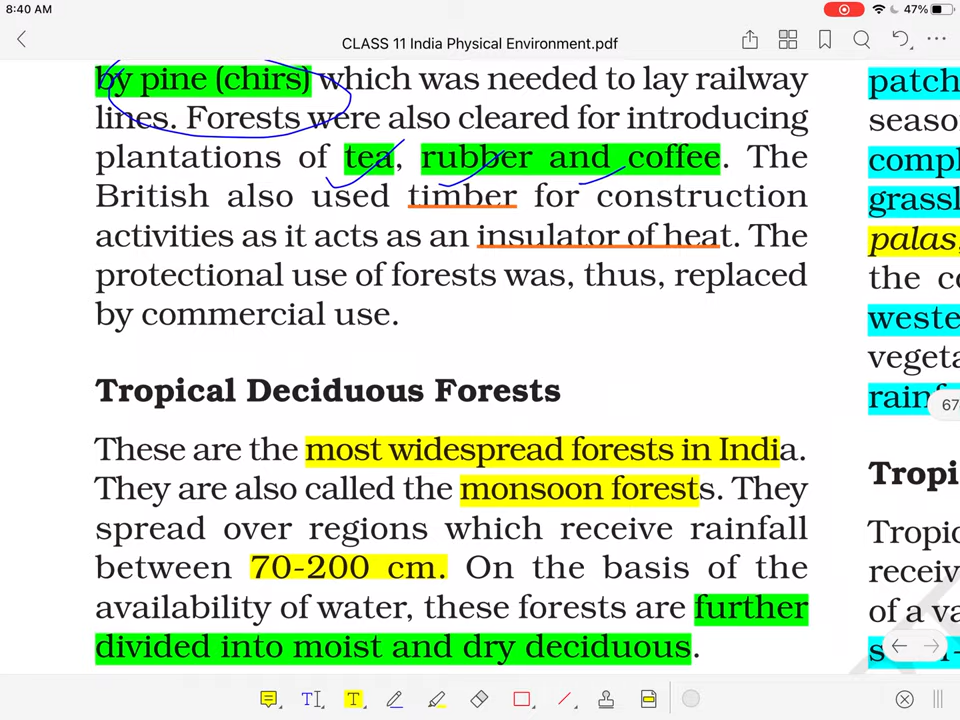 8:40 AM
47%
CLASS 11 India Physical Environment.pdf
by pine (chirs) which was needed to lay railway
lines. Forests were also cleared for introducing
plantations of tea, rubber and coffee. The
British also used timber for construction
activities as it acts as an insulator of heat. The
protectional use of forests was, thus, replaced
by commercial use.
Tropical Deciduous Forests
These are the most widespread forests in India.
They are also called the monsoon forests. They
spread over regions which receive rainfall
between 70-200 cm. On the basis of the
availability of water, these forests are further
divided into moist and dry deciduous.
patch
seaso
compl
grassl
palas,
the co
weste
vegeta
rainf
67
Tropi
Tropic
receiv
of a va
T
T